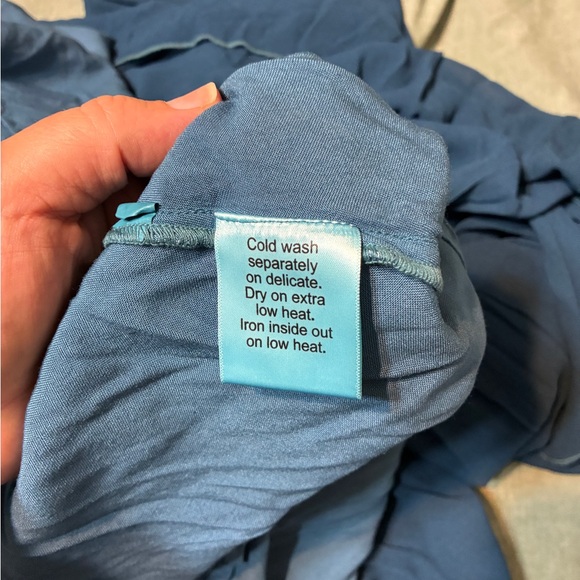 Cold wash
separately
on delicate.
Dry on extra
low heat.
Iron inside out
on low heat.